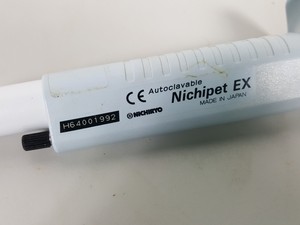 Autoclavable
CE Nichipet EX
MADE IN JAPAN
NICHIRYO
H64001992